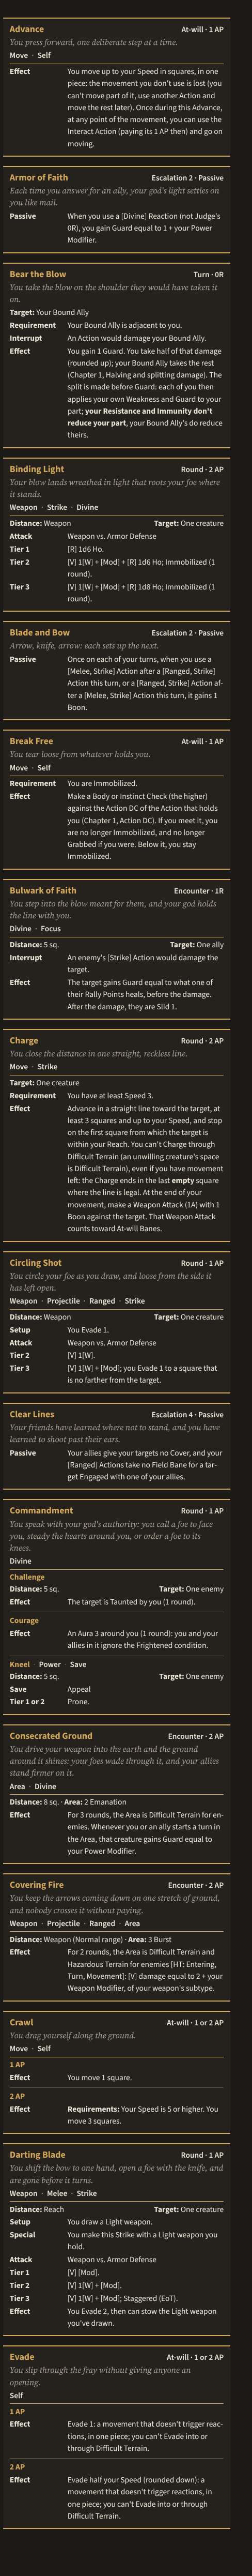 Advance At-will · 1 AP
You press forward, one deliberate step at a time.
Move · Self
Effect You move up to your Speed in squares, in one
piece: the movement you don't use is lost (you
can't move part of it, use another Action and
move the rest later). Once during this Advance,
at any point of the movement, you can use the
Interact Action (paying its 1 AP then) and go on
moving.
Armor of Faith Escalation 2 · Passive
Each time you answer for an ally, your god's light settles on
you like mail.
Passive When you use a [Divine] Reaction (not Judge's
0R), you gain Guard equal to 1 + your Power
Modifier.
Bear the Blow Turn · 0R
You take the blow on the shoulder they would have taken it
on.
Target: Your Bound Ally
Requirement Your Bound Ally is adjacent to you.
Interrupt An Action would damage your Bound Ally.
Effect You gain 1 Guard. You take half of that damage
(rounded up); your Bound Ally takes the rest
(Chapter 1, Halving and splitting damage). The
split is made before Guard: each of you then
applies your own Weakness and Guard to your
part; your Resistance and Immunity don't
reduce your part, your Bound Ally's do reduce
theirs.
Binding Light Round · 2 AP
Your blow lands wreathed in light that roots your foe where
it stands.
Weapon · Strike · Divine
Distance: Weapon Target: One creature
Attack Weapon vs. Armor Defense
Tier 1 [R] 1d6 Ho.
Tier 2 [V] 1[W] + [Mod] + [R] 1d6 Ho; Immobilized (1
round).
Tier 3 [V] 1[W] + [Mod] + [R] 1d8 Ho; Immobilized (1
round).
Blade and Bow Escalation 2 · Passive
Arrow, knife, arrow: each sets up the next.
Passive Once on each of your turns, when you use a
[Melee, Strike] Action after a [Ranged, Strike]
Action this turn, or a [Ranged, Strike] Action af-
ter a [Melee, Strike] Action this turn, it gains 1
Boon.
Break Free At-will · 1 AP
You tear loose from whatever holds you.
Move · Self
Requirement You are Immobilized.
Effect Make a Body or Instinct Check (the higher)
against the Action DC of the Action that holds
you (Chapter 1, Action DC). If you meet it, you
are no longer Immobilized, and no longer
Grabbed if you were. Below it, you stay
Immobilized.
Bulwark of Faith Encounter · 1R
You step into the blow meant for them, and your god holds
the line with you.
Divine · Focus
Distance: 5 sq. Target: One ally
Interrupt An enemy's [Strike] Action would damage the
target.
Effect The target gains Guard equal to what one of
their Rally Points heals, before the damage.
After the damage, they are Slid 1.
Charge Round · 2 AP
You close the distance in one straight, reckless line.
Move · Strike
Target: One creature
Requirement You have at least Speed 3.
Effect Advance in a straight line toward the target, at
least 3 squares and up to your Speed, and stop
on the first square from which the target is
within your Reach. You can't Charge through
Difficult Terrain (an unwilling creature's space
is Difficult Terrain), even if you have movement
left: the Charge ends in the last empty square
where the line is legal. At the end of your
movement, make a Weapon Attack (1A) with 1
Boon against the target. That Weapon Attack
counts toward At-will Banes.
Circling Shot Round · 1 AP
You circle your foe as you draw, and loose from the side it
has left open.
Weapon · Projectile · Ranged · Strike
Distance: Weapon Target: One creature
Setup You Evade 1.
Attack Weapon vs. Armor Defense
Tier 2 [V] 1[W].
Tier 3 [V] 1[W] + [Mod]; you Evade 1 to a square that
is no farther from the target.
Clear Lines Escalation 4 · Passive
Your friends have learned where not to stand, and you have
learned to shoot past their ears.
Passive Your allies give your targets no Cover, and your
[Ranged] Actions take no Field Bane for a tar-
get Engaged with one of your allies.
Commandment Round · 1 AP
You speak with your god's authority: you call a foe to face
you, steady the hearts around you, or order a foe to its
knees.
Divine
Challenge
Distance: 5 sq. Target: One enemy
Effect The target is Taunted by you (1 round).
Courage
Effect An Aura 3 around you (1 round): you and your
allies in it ignore the Frightened condition.
Kneel · Power · Save
Distance: 5 sq. Target: One enemy
Save Appeal
Tier 1 or 2 Prone.
Consecrated Ground Encounter · 2 AP
You drive your weapon into the earth and the ground
around it shines: your foes wade through it, and your allies
stand firmer on it.
Area · Divine
Distance: 8 sq. · Area: 2 Emanation
Effect For 3 rounds, the Area is Difficult Terrain for en-
emies. Whenever you or an ally starts a turn in
the Area, that creature gains Guard equal to
your Power Modifier.
Covering Fire Encounter · 2 AP
You keep the arrows coming down on one stretch of ground,
and nobody crosses it without paying.
Weapon · Projectile · Ranged · Area
Distance: Weapon (Normal range) · Area: 3 Burst
Effect For 2 rounds, the Area is Difficult Terrain and
Hazardous Terrain for enemies [HT: Entering,
Turn, Movement]: [V] damage equal to 2 + your
Weapon Modifier, of your weapon's subtype.
Crawl At-will · 1 or 2 AP
You drag yourself along the ground.
Move · Self
1 AP
Effect You move 1 square.
2 AP
Effect Requirements: Your Speed is 5 or higher. You
move 3 squares.
Darting Blade Round · 1 AP
You shift the bow to one hand, open a foe with the knife, and
are gone before it turns.
Weapon · Melee · Strike
Distance: Reach Target: One creature
Setup You draw a Light weapon.
Special You make this Strike with a Light weapon you
hold.
Attack Weapon vs. Armor Defense
Tier 1 [V] [Mod].
Tier 2 [V] 1[W] + [Mod].
Tier 3 [V] 1[W] + [Mod]; Staggered (EoT).
Effect You Evade 2, then can stow the Light weapon
you've drawn.
Evade At-will · 1 or 2 AP
You slip through the fray without giving anyone an
opening.
Self
1 AP
Effect Evade 1: a movement that doesn't trigger reac-
tions, in one piece; you can't Evade into or
through Difficult Terrain.
2 AP
Effect Evade half your Speed (rounded down): a
movement that doesn't trigger reactions, in
one piece; you can't Evade into or through
Difficult Terrain.